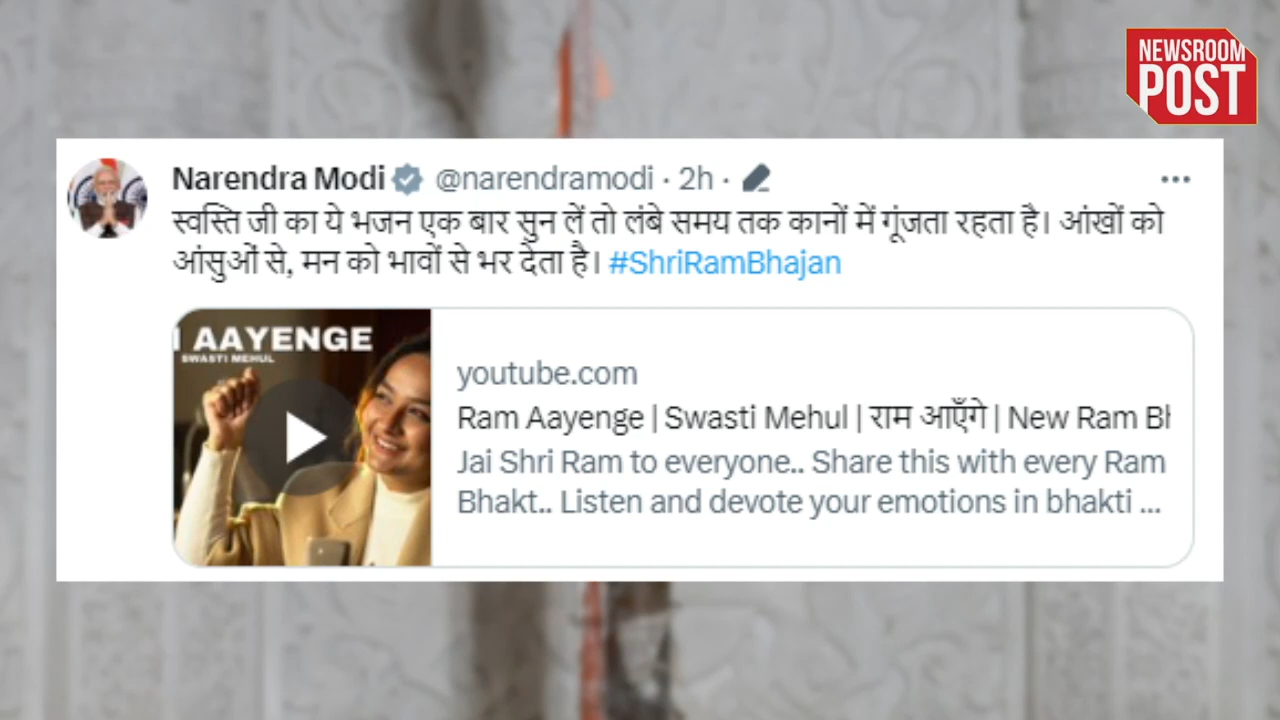 NEWSROOM
POST
Narendra Modi @narendramodi · 2h ·
स्वस्ति जी का ये भजन एक बार सुन लें तो लंबे समय तक कानों में गूंजता रहता है। आंखों को
आंसुओं से, मन को भावों से भर देता है। #ShriRamBhajan
AAYENGE
SWASTI MEHUL
youtube.com
Ram Aayenge | Swasti Mehul | राम आएँगे | New Ram
Jai Shri Ram to everyone.. Share this with every Ram
Bhakt.. Listen and devote your emotions in bhakti ...